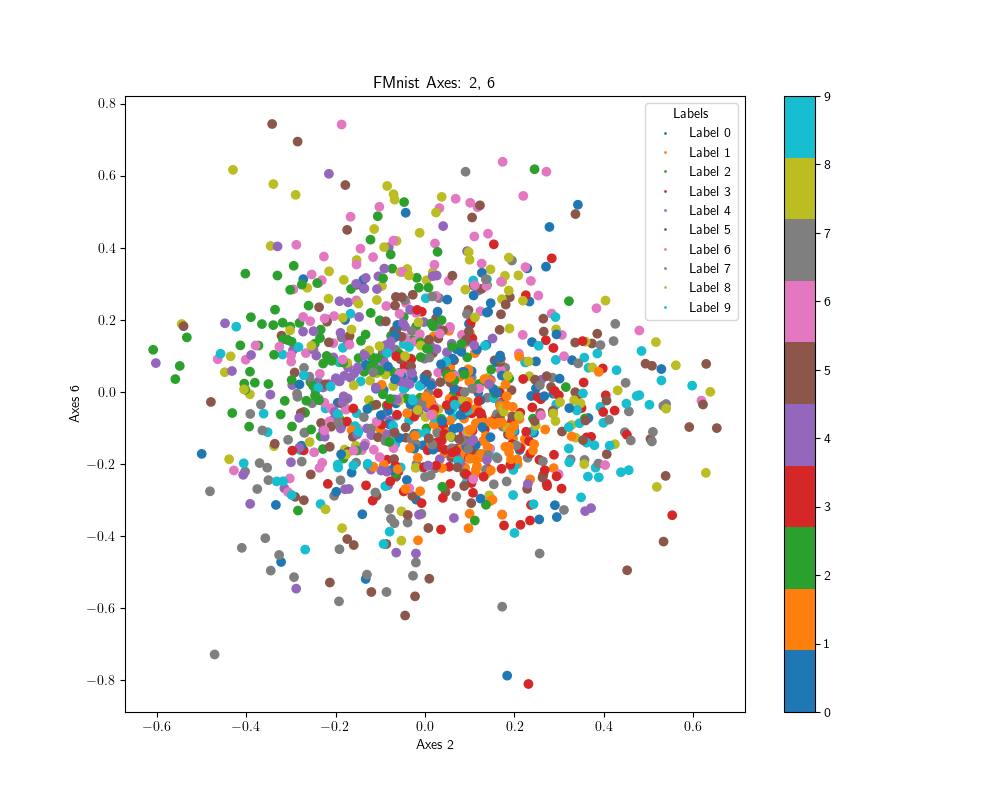 FMnist Axes: 2, 6
Labels
Label 0
Label 1
Label 2
Label 3
Label 4
Label 5
Label 6
Label 7
Label 8
Label 9
0.8
0.6
0.4
0.2
0.0
−0.2
−0.4
−0.6
−0.8
Axes 6
−0.6 −0.4 −0.2 0.0 0.2 0.4 0.6
Axes 2
9
8
7
6
5
4
3
2
1
0